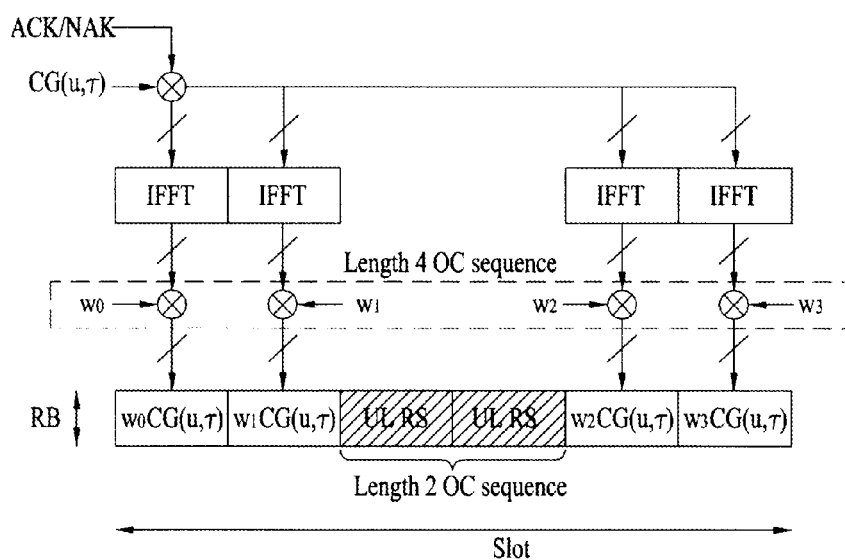 ACK/NAK
CG(u,τ)
IFFT IFFT IFFT IFFT
Length 4 OC sequence
w0 w1 w2 w3
RB w0CG(u,τ) w1CG(u,τ) UL RS UL RS w2CG(u,τ) w3CG(u,τ)
Length 2 OC sequence
Slot